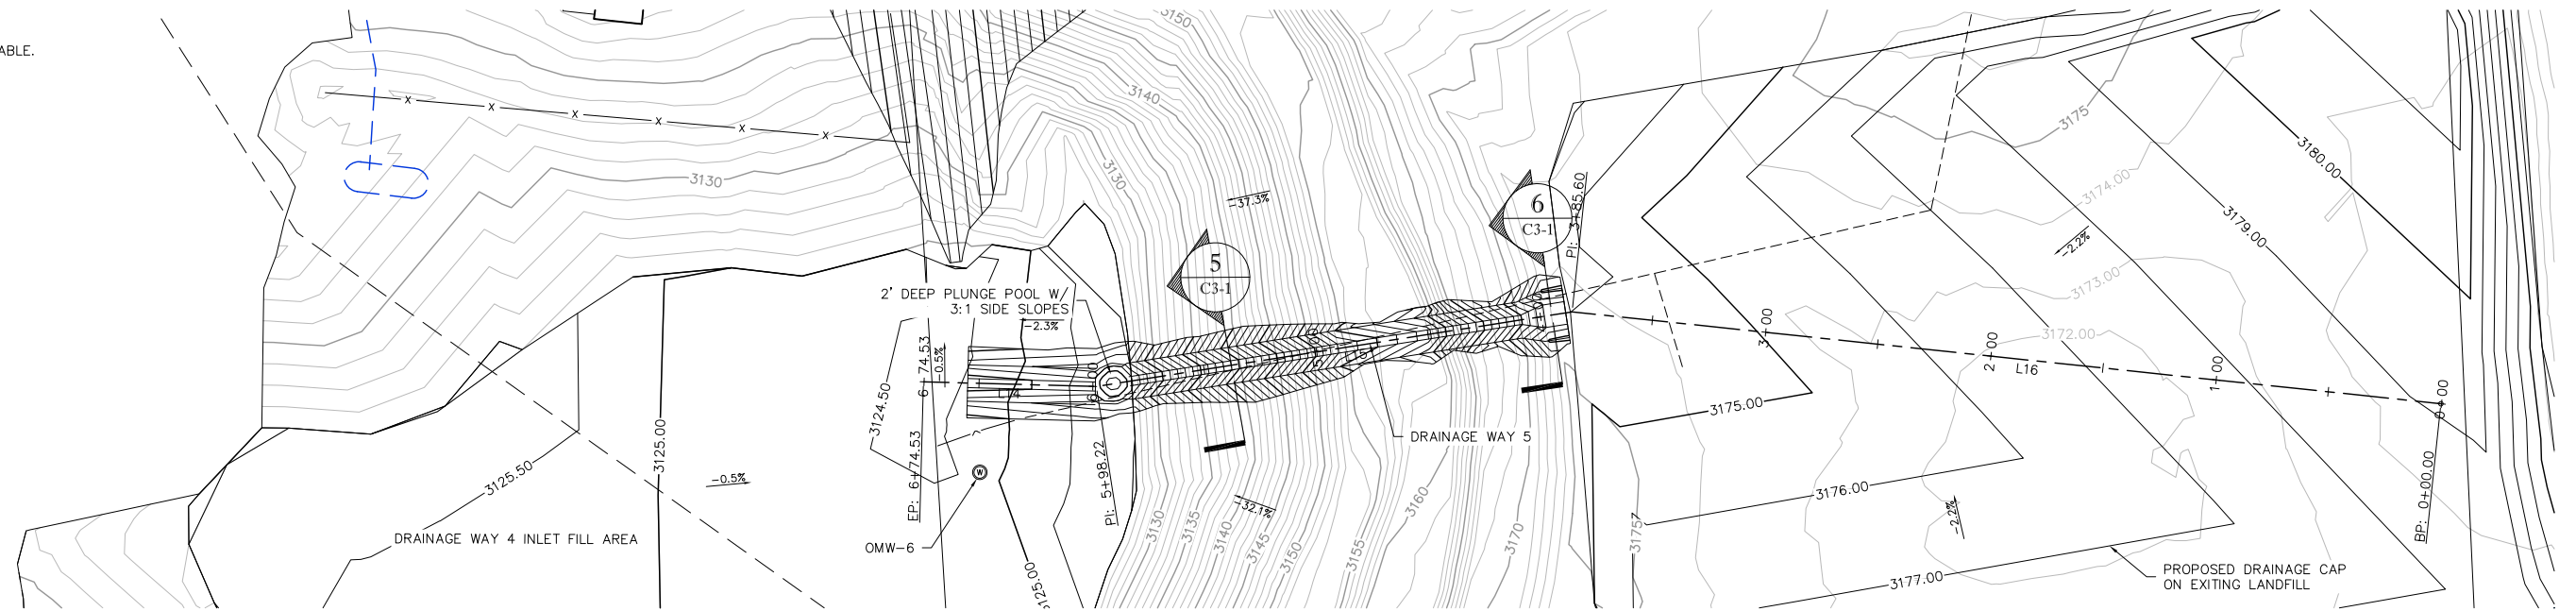 ABLE.
3150
3140
3130
3130
X X X X X X
-37.3%
5
C3-1
6
C3-1
PI: 3+85.60
3175
3174.00
3173.00
3172.00
3180.00
3179.00
-2.2%
2' DEEP PLUNGE POOL W/
3:1 SIDE SLOPES
-2.3%
-0.5%
6+74.53
3124.50
L14
6+00
EP: 6+74.53
PI: 5+98.22
3125.00
3125.50
-0.5%
DRAINAGE WAY 4 INLET FILL AREA
W
OMW-6
3125.00
3130
3135
3140
3145
3150
3155
3160
3170
3175
-32.1%
DRAINAGE WAY 5
3+00
2+00
L16
1+00
0+00
BP: 0+00.00
3175.00
3176.00
3177.00
-2.2%
PROPOSED DRAINAGE CAP
ON EXITING LANDFILL